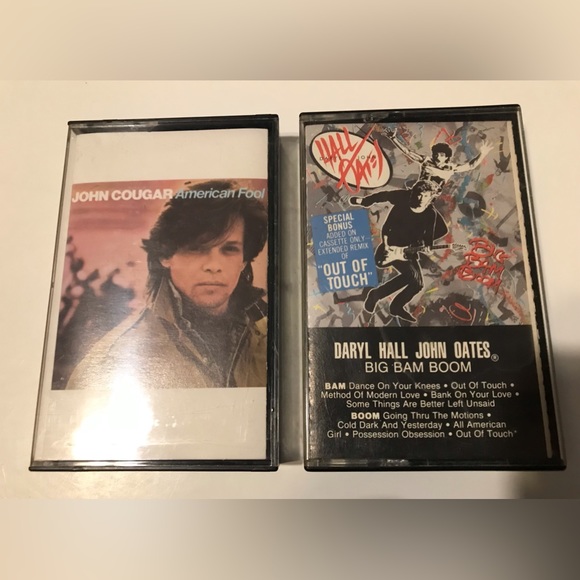 JOHN COUGAR American Fool
HALL OATES
SPECIAL
BONUS
ADDED ON
CASSETTE ONLY -
EXTENDED REMIX
OF
"OUT OF
TOUCH"
BIG
BAM
BOOM
DARYL HALL JOHN OATES®
BIG BAM BOOM
BAM Dance On Your Knees • Out Of Touch •
Method Of Modern Love • Bank On Your Love •
Some Things Are Better Left Unsaid
BOOM Going Thru The Motions •
Cold Dark And Yesterday • All American
Girl • Possession Obsession • Out Of Touch*